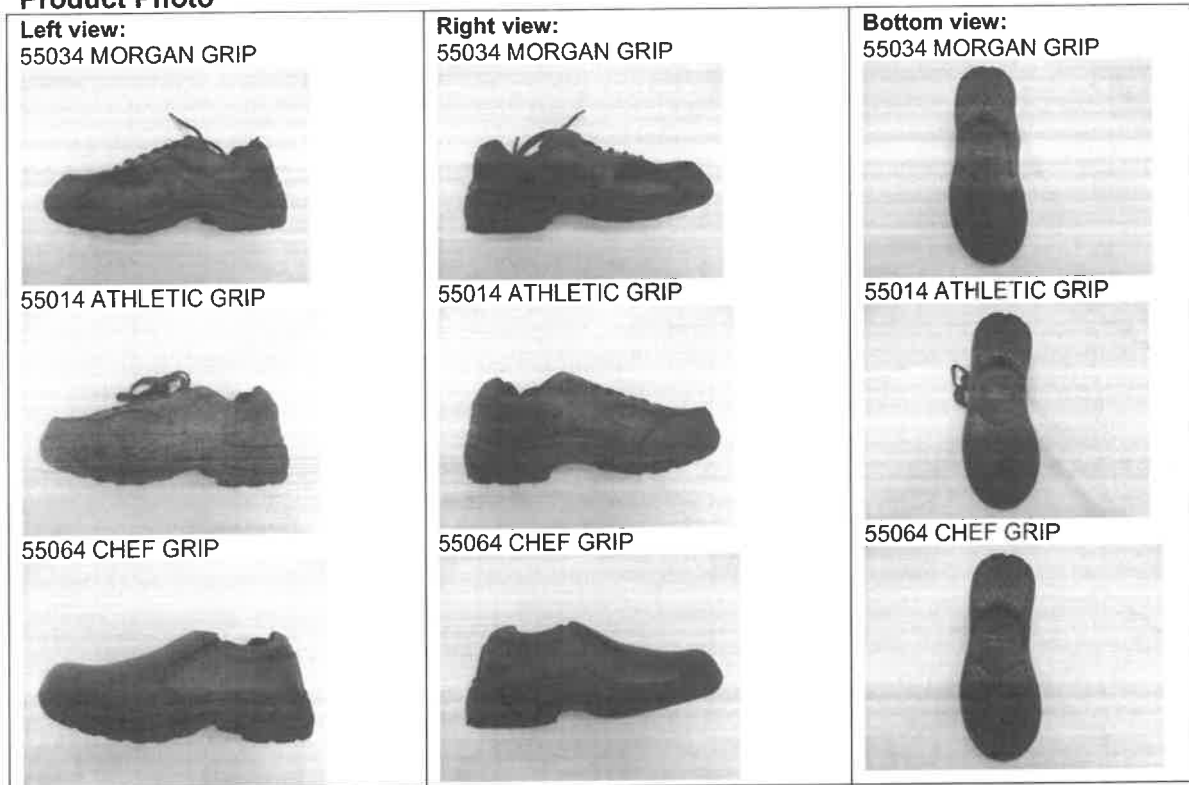 Product Photo
Left view:
55034 MORGAN GRIP
55014 ATHLETIC GRIP
55064 CHEF GRIP
Right view:
55034 MORGAN GRIP
55014 ATHLETIC GRIP
55064 CHEF GRIP
Bottom view:
55034 MORGAN GRIP
55014 ATHLETIC GRIP
55064 CHEF GRIP